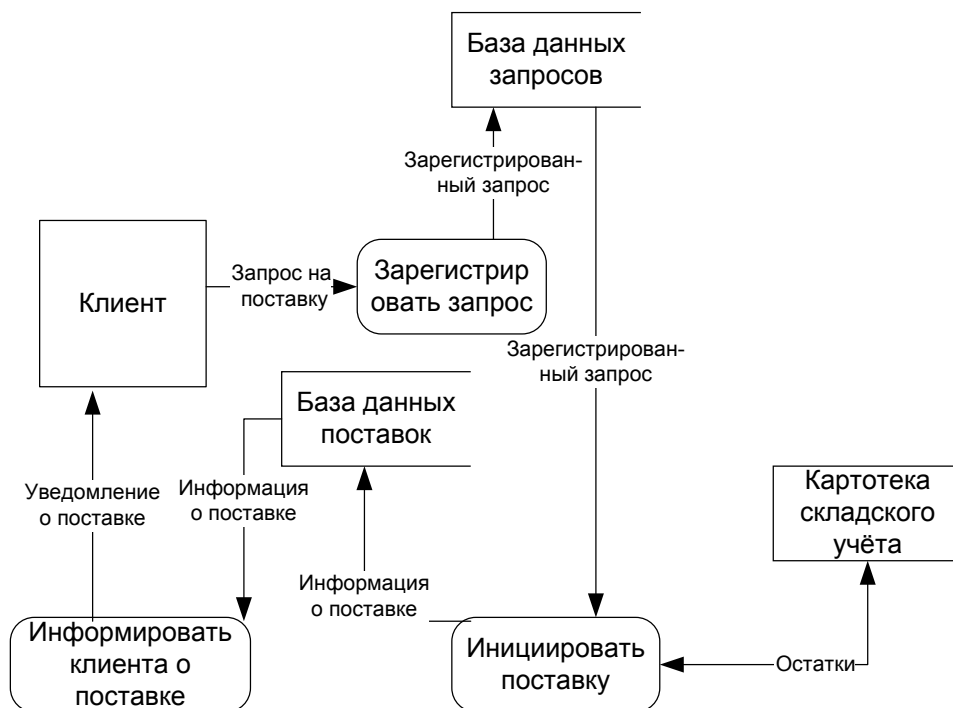 База данных
запросов
Зарегистрирован-
ный запрос
Клиент
Запрос на
поставку
Зарегистрир
овать запрос
Зарегистрирован-
ный запрос
База данных
поставок
Уведомление
о поставке
Информация
о поставке
Картотека
складского
учёта
Информация
о поставке
Информировать
клиента о
поставке
Инициировать
поставку
Остатки